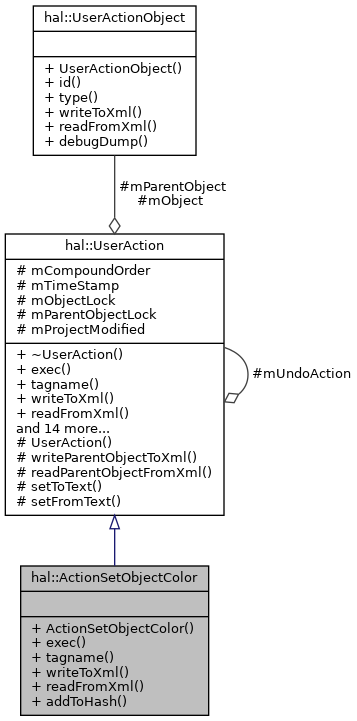 hal::UserActionObject
+ UserActionObject()
+ id()
+ type()
+ writeToXml()
+ readFromXml()
+ debugDump()
#mParentObject
#mObject
hal::UserAction
# mCompoundOrder
# mTimeStamp
# mObjectLock
# mParentObjectLock
# mProjectModified
+ ~UserAction()
+ exec()
+ tagname()
+ writeToXml()
+ readFromXml()
and 14 more...
# UserAction()
# writeParentObjectToXml()
# readParentObjectFromXml()
# setToText()
# setFromText()
#mUndoAction
hal::ActionSetObjectColor
+ ActionSetObjectColor()
+ exec()
+ tagname()
+ writeToXml()
+ readFromXml()
+ addToHash()